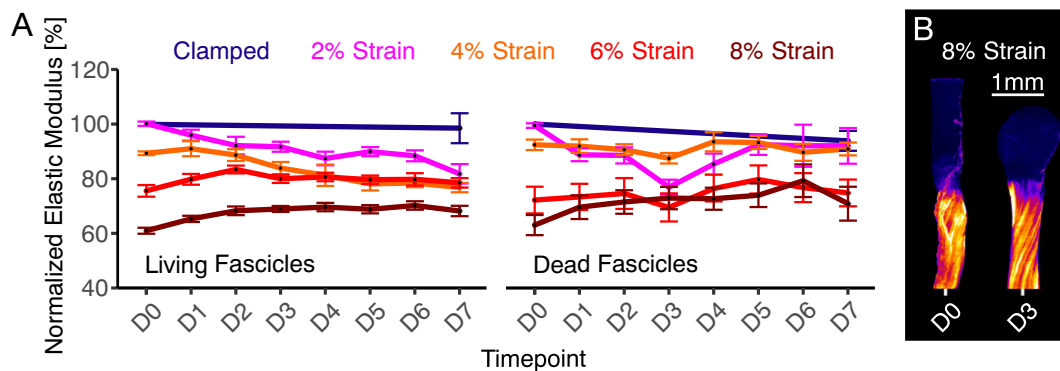 A
Normalized Elastic Modulus [%]
Clamped 2% Strain 4% Strain 6% Strain 8% Strain
120
100
80
60
40
Living Fascicles
Dead Fascicles
D0 D1 D2 D3 D4 D5 D6 D7
D0 D1 D2 D3 D4 D5 D6 D7
Timepoint
B
8% Strain
1mm
D0 D3